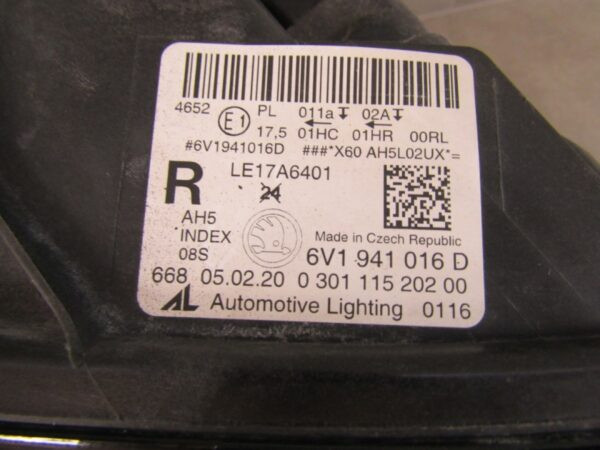 4652 E1 PL 011a 02A
17,5 01HC 01HR 00RL
#6V1941016D ###*X60 AH5L02UX*=
R LE17A6401
24
AH5
INDEX
08S
Made in Czech Republic
6V1 941 016 D
668 05.02.20 0 301 115 202 00
AL Automotive Lighting 0116